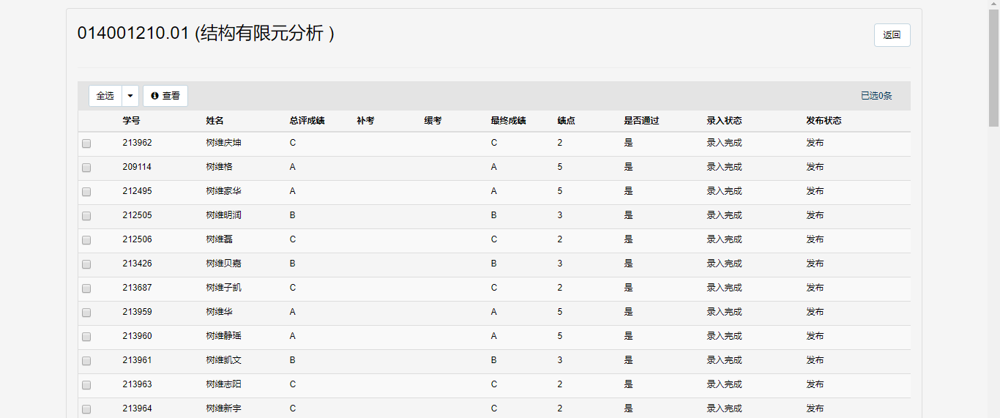 014001210.01 (结构有限元分析 )
返回
全选 查看 已选0条
学号 姓名 总评成绩 补考 缓考 最终成绩 绩点 是否通过 录入状态 发布状态
213962 树维庆坤 C C 2 是 录入完成 发布
209114 树维格 A A 5 是 录入完成 发布
212495 树维家华 A A 5 是 录入完成 发布
212505 树维明润 B B 3 是 录入完成 发布
212506 树维磊 C C 2 是 录入完成 发布
213426 树维贝嘉 B B 3 是 录入完成 发布
213687 树维子凯 C C 2 是 录入完成 发布
213959 树维华 A A 5 是 录入完成 发布
213960 树维静瑶 A A 5 是 录入完成 发布
213961 树维凯文 B B 3 是 录入完成 发布
213963 树维志阳 C C 2 是 录入完成 发布
213964 树维新宇 C C 2 是 录入完成 发布